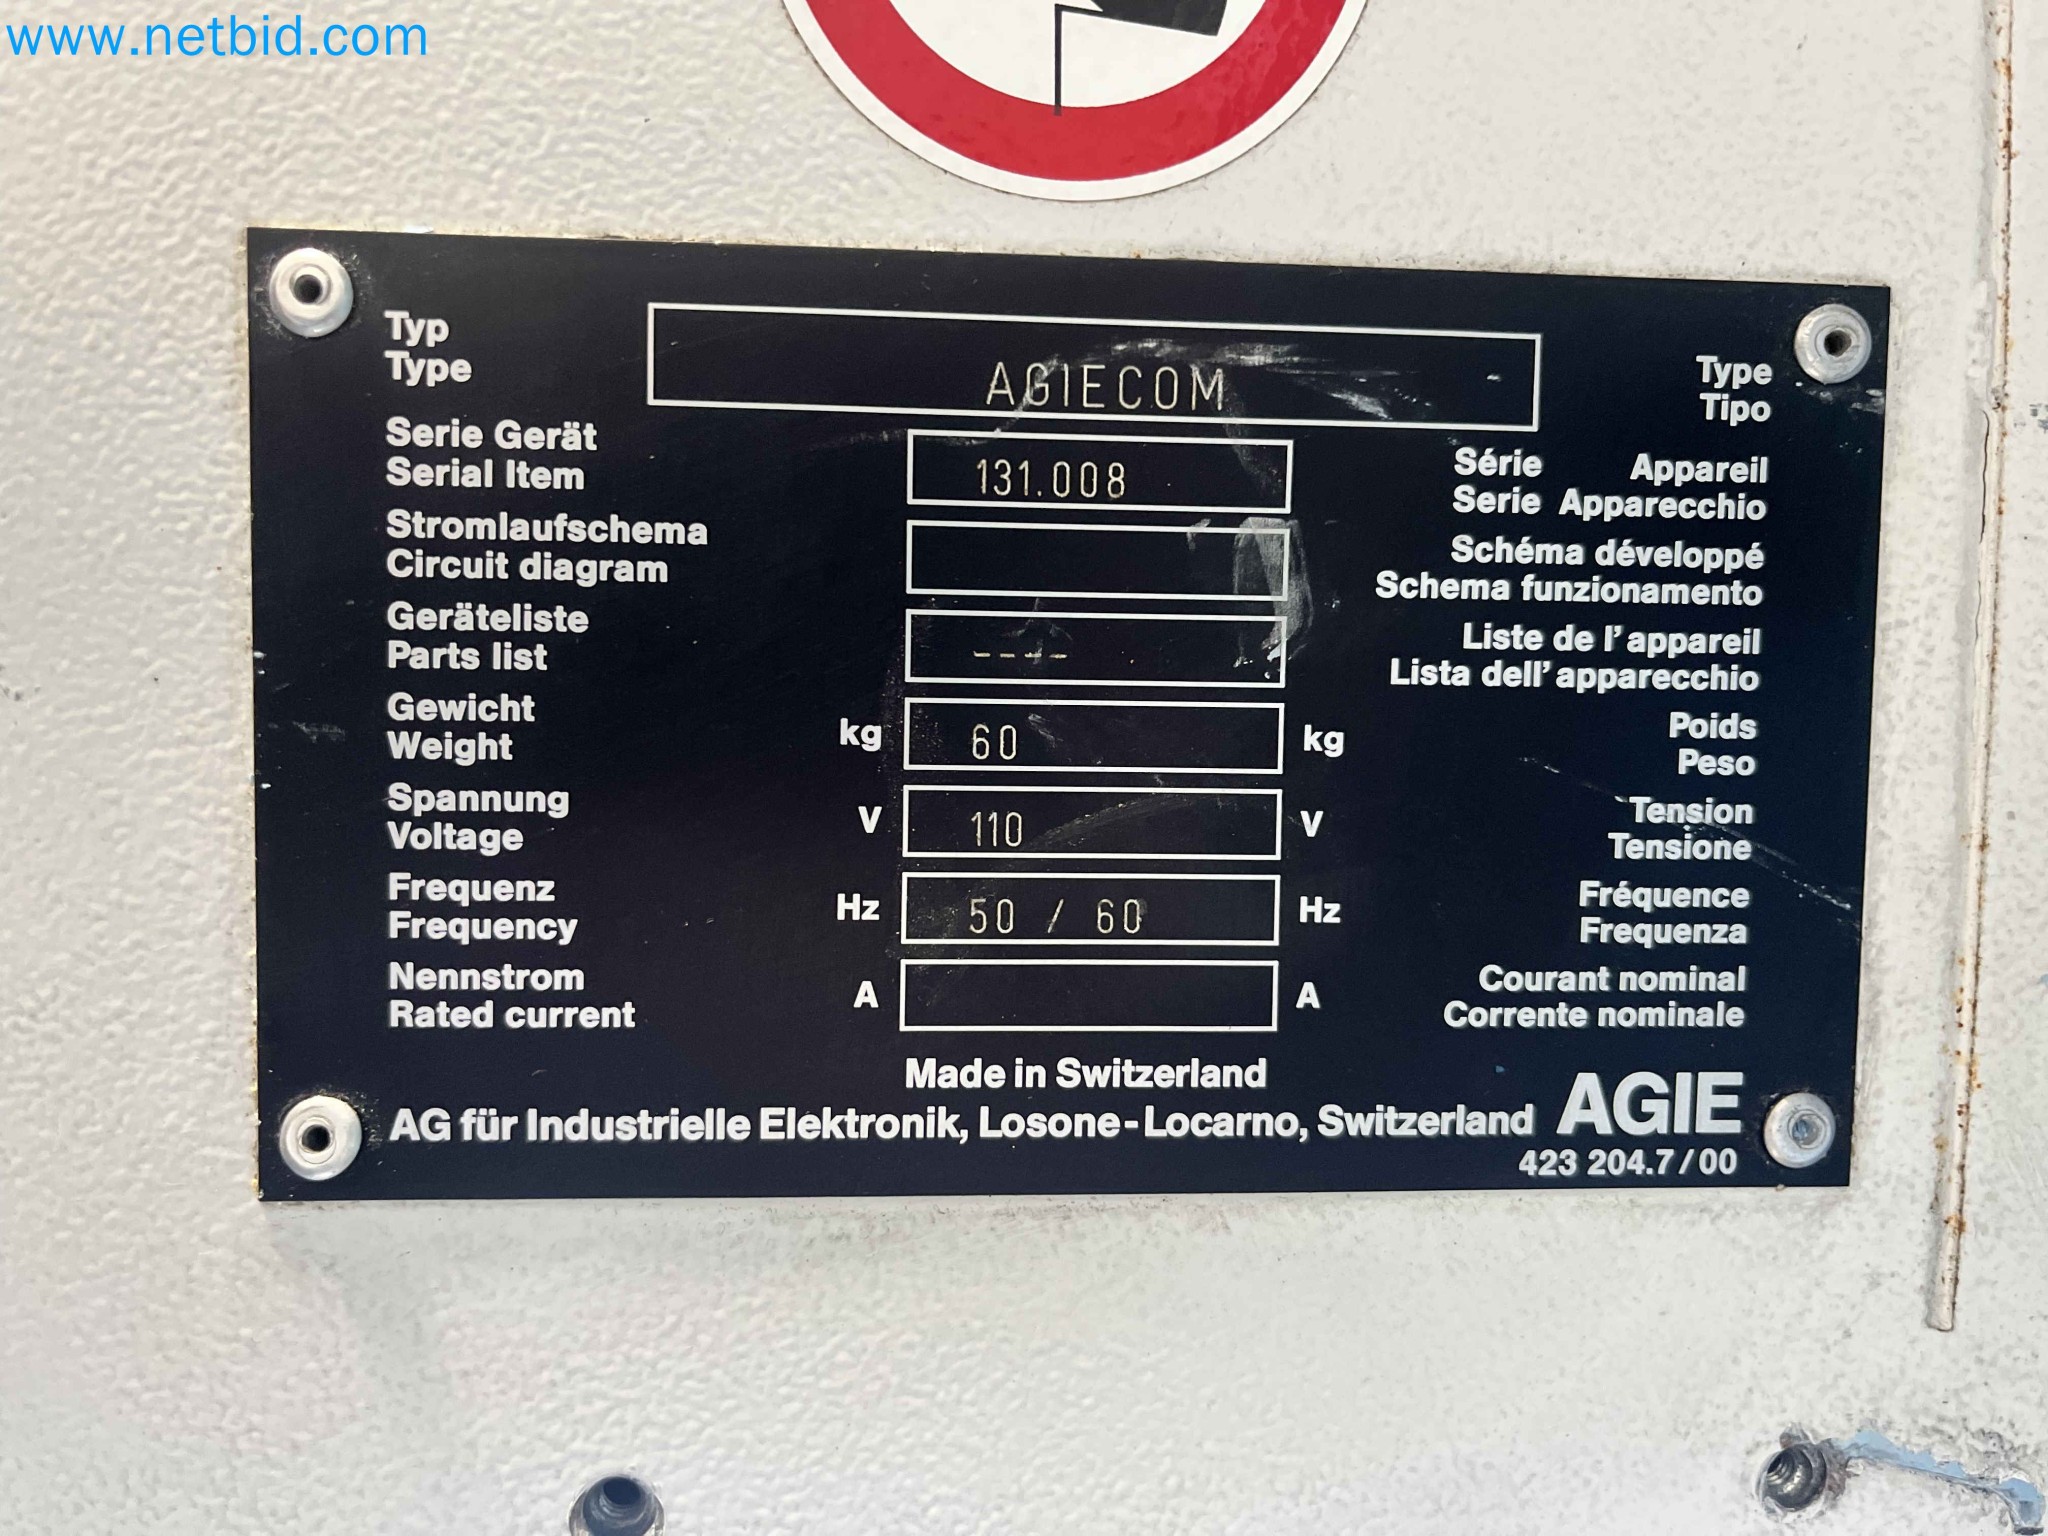 www.netbid.com
Typ
Type
AGIECOM
Type
Tipo
Serie Gerät
Serial Item
131.008
Série Appareil
Serie Apparecchio
Stromlaufschema
Circuit diagram
Schéma développé
Schema funzionamento
Geräteliste
Parts list
----
Liste de l'appareil
Lista dell'apparecchio
Gewicht
Weight
kg 60 kg
Poids
Peso
Spannung
Voltage
V 110 V
Tension
Tensione
Frequenz
Frequency
Hz 50 / 60 Hz
Fréquence
Frequenza
Nennstrom
Rated current
A A
Courant nominal
Corrente nominale
Made in Switzerland
AG für Industrielle Elektronik, Losone-Locarno, Switzerland AGIE
423 204.7/00